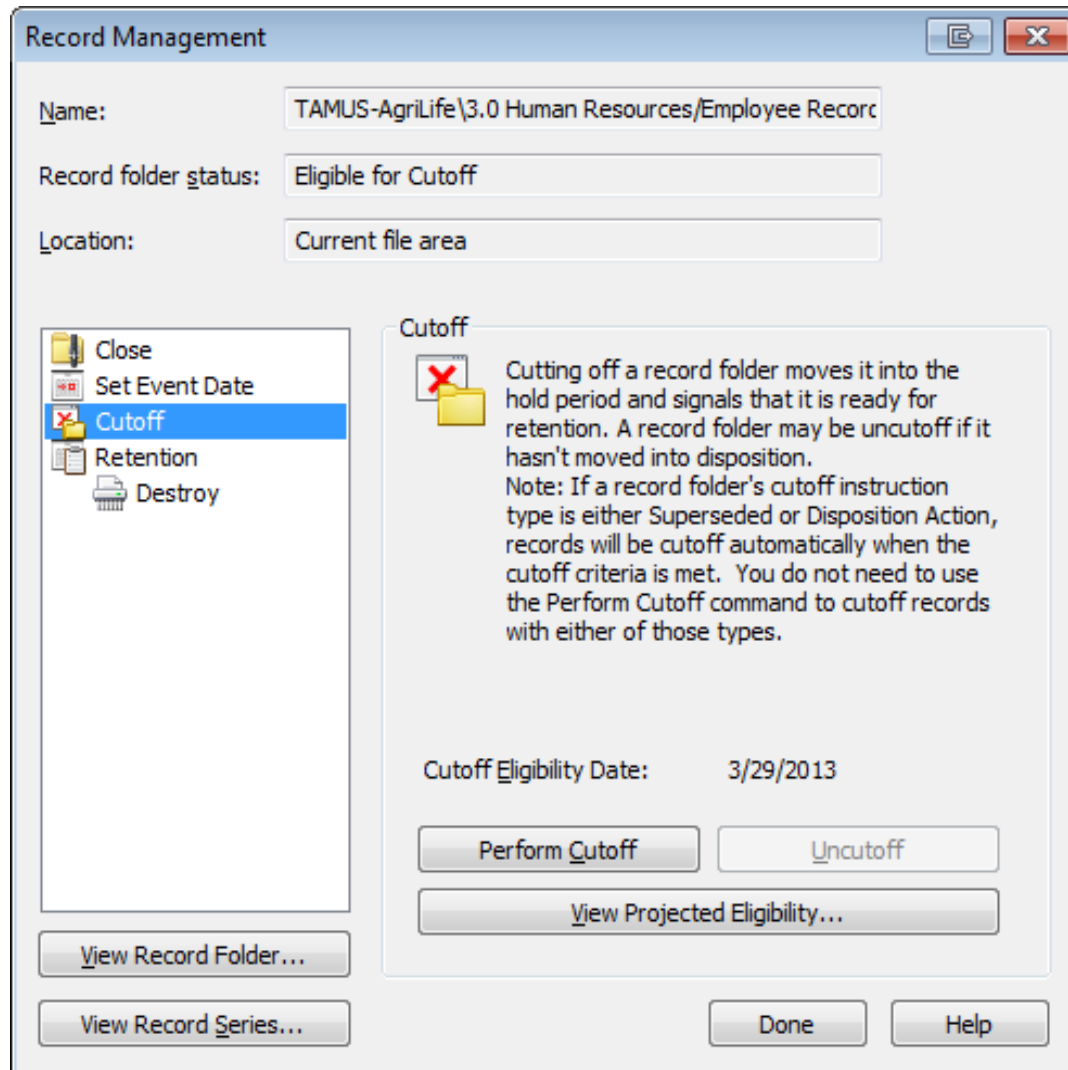 Record Management
Name: TAMUS-AgriLife\3.0 Human Resources/Employee Recorc
Record folder status: Eligible for Cutoff
Location: Current file area
Close
Set Event Date
Cutoff
Retention
Destroy
Cutoff
Cutting off a record folder moves it into the
hold period and signals that it is ready for
retention. A record folder may be uncutoff if it
hasn't moved into disposition.
Note: If a record folder's cutoff instruction
type is either Superseded or Disposition Action,
records will be cutoff automatically when the
cutoff criteria is met.  You do not need to use
the Perform Cutoff command to cutoff records
with either of those types.
Cutoff Eligibility Date: 3/29/2013
Perform Cutoff Uncutoff
View Projected Eligibility...
View Record Folder...
View Record Series...
Done Help